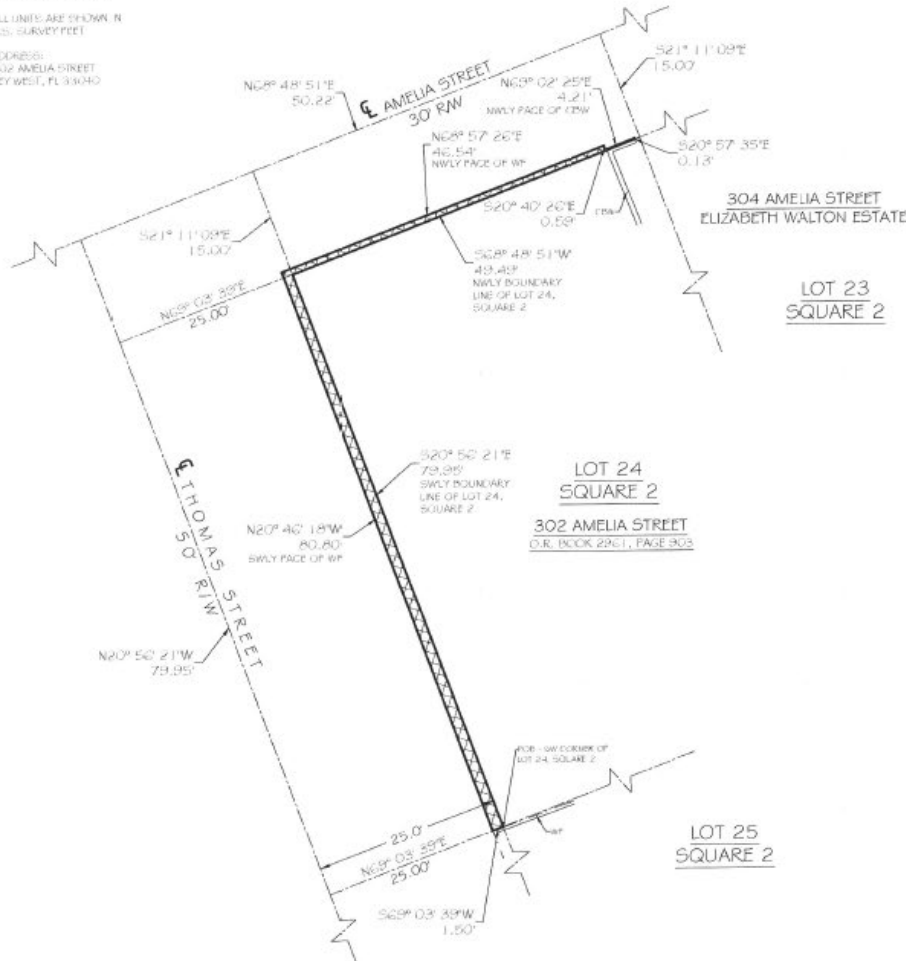 ALL UNITS ARE SHOWN IN
U.S. SURVEY FEET
ADDRESS:
302 AMELIA STREET
KEY WEST, FL 33040
N68° 48' 51"E
50.22'
℄ AMELIA STREET
30' R/W
S21° 11' 09"E
15.00'
N69° 02' 25"E
4.21'
NWLY FACE OF CBW
N68° 57' 26"E
46.54'
NWLY FACE OF WF
S20° 57' 35"E
0.13'
S20° 40' 26"E
0.59'
CBW
304 AMELIA STREET
ELIZABETH WALTON ESTATE
S21° 11' 09"E
15.00'
S68° 48' 51"W
49.49'
NWLY BOUNDARY
LINE OF LOT 24,
SQUARE 2
LOT 23
SQUARE 2
N69° 03' 39"E
25.00'
S20° 56' 21"E
79.95'
SWLY BOUNDARY
LINE OF LOT 24,
SQUARE 2
LOT 24
SQUARE 2
302 AMELIA STREET
O.R. BOOK 2961, PAGE 903
℄ THOMAS STREET
50' R/W
N20° 46' 18"W
80.80'
SWLY FACE OF WF
N20° 56' 21"W
79.95'
POB - SW CORNER OF
LOT 24, SQUARE 2
25.0'
N69° 03' 39"E
25.00'
WF
LOT 25
SQUARE 2
S69° 03' 39"W
1.50'